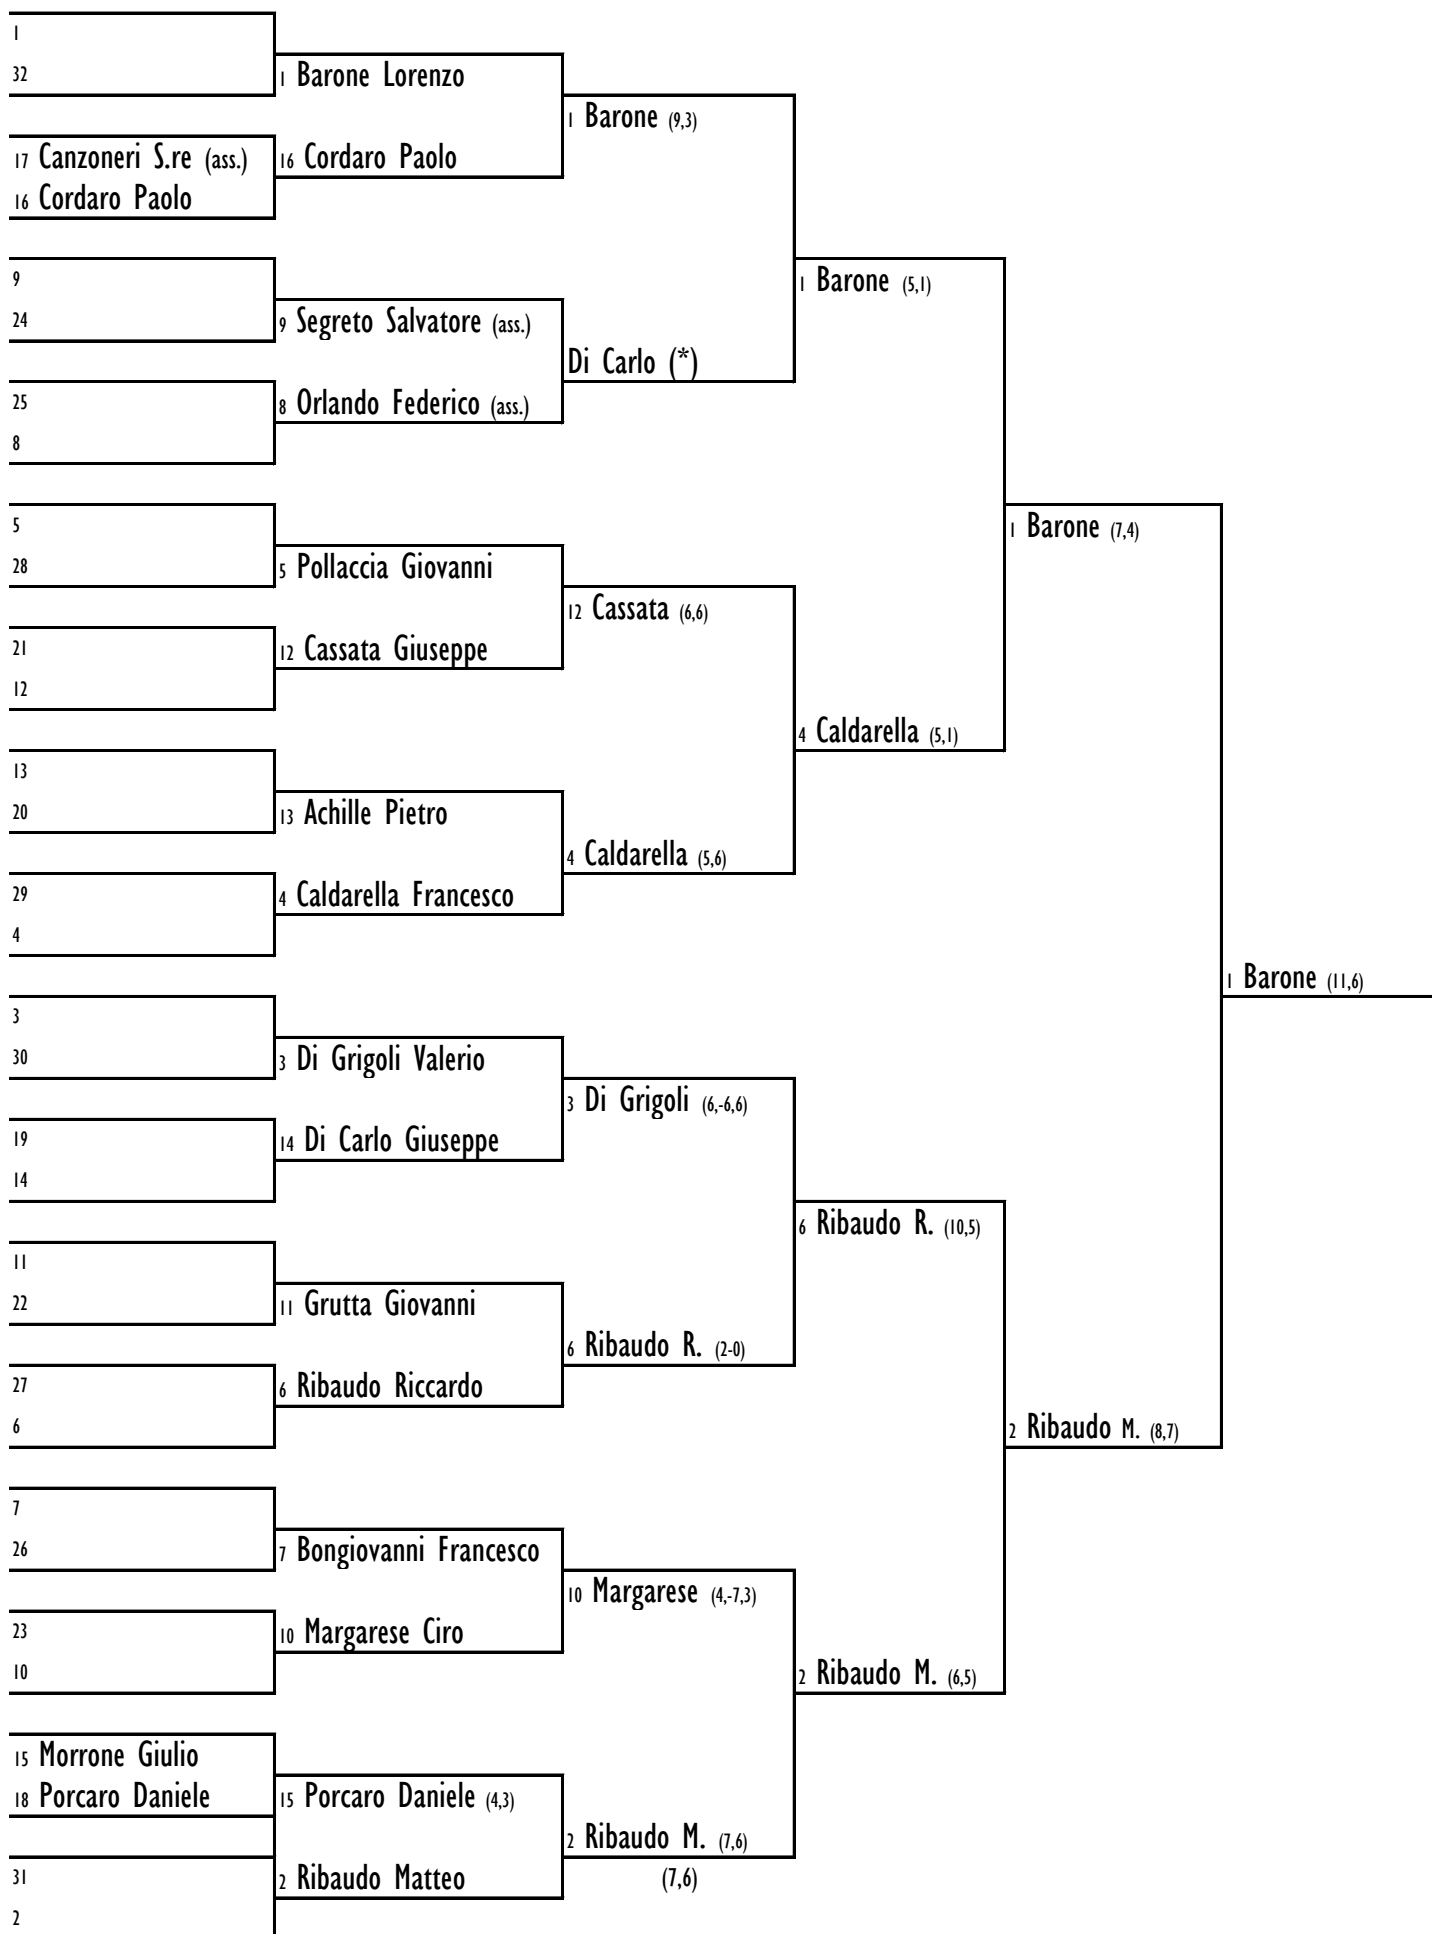 1
32
1 Barone Lorenzo
1 Barone (9,3)
17 Canzoneri S.re (ass.)
16 Cordaro Paolo
16 Cordaro Paolo
9
24
1 Barone (5,1)
9 Segreto Salvatore (ass.)
Di Carlo (*)
25
8
8 Orlando Federico (ass.)
5
28
1 Barone (7,4)
5 Pollaccia Giovanni
12 Cassata (6,6)
21
12
12 Cassata Giuseppe
4 Caldarella (5,1)
13
20
13 Achille Pietro
4 Caldarella (5,6)
29
4
4 Caldarella Francesco
1 Barone (11,6)
3
30
3 Di Grigoli Valerio
3 Di Grigoli (6,-6,6)
19
14
14 Di Carlo Giuseppe
6 Ribaudo R. (10,5)
11
22
11 Grutta Giovanni
6 Ribaudo R. (2-0)
27
6
6 Ribaudo Riccardo
2 Ribaudo M. (8,7)
7
26
7 Bongiovanni Francesco
10 Margarese (4,-7,3)
23
10
10 Margarese Ciro
2 Ribaudo M. (6,5)
15 Morrone Giulio
18 Porcaro Daniele
15 Porcaro Daniele (4,3)
2 Ribaudo M. (7,6)
(7,6)
31
2
2 Ribaudo Matteo